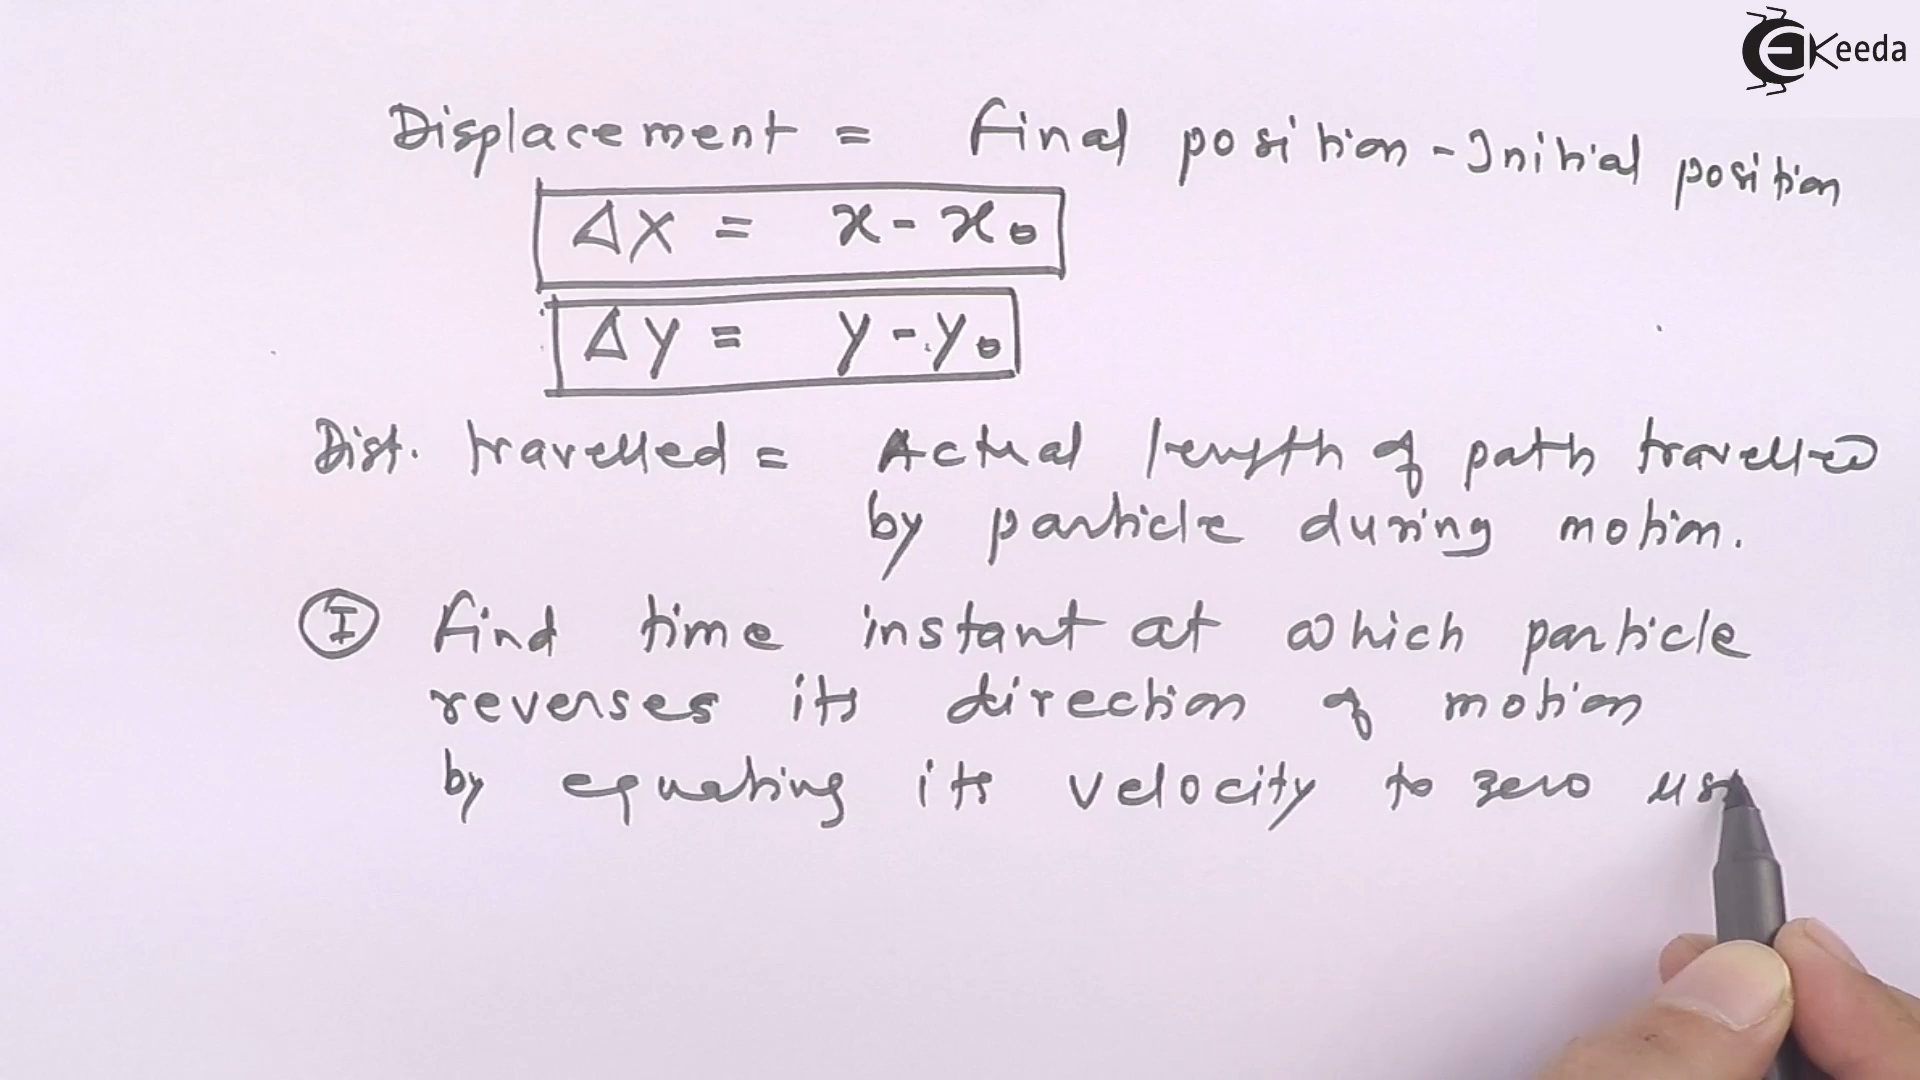 EKeeda
Displacement = Final position - Initial position
Δx = x - x₀
Δy = y - y₀
Dist. travelled = Actual length of path travelled
by particle during motion.
I Find time instant at which particle
reverses its direction of motion
by equating its velocity to zero us